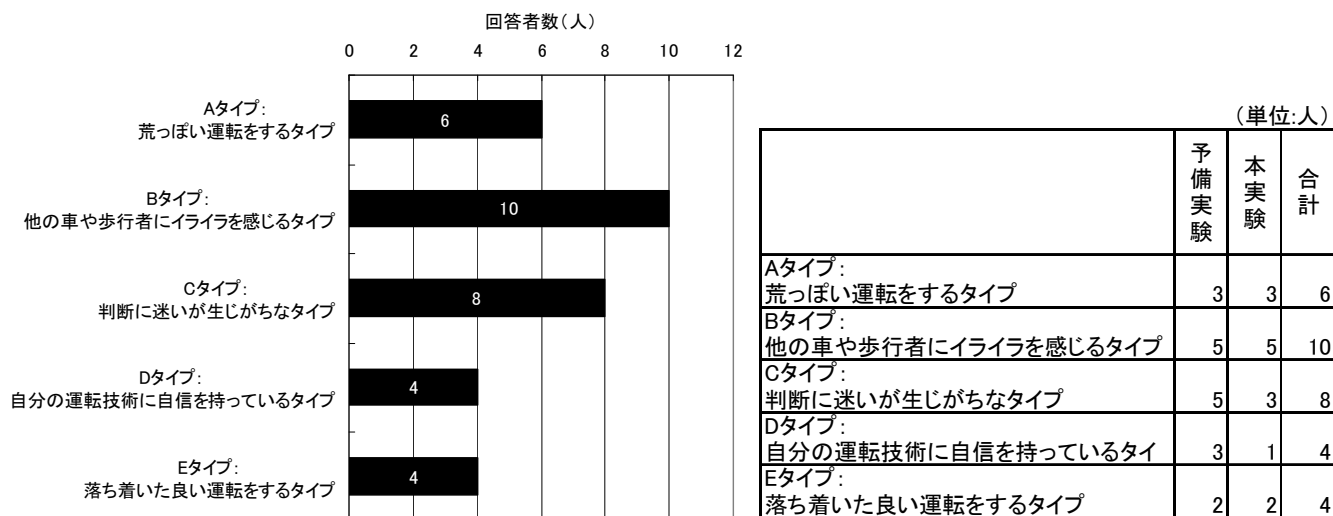 回答者数(人)
0 2 4 6 8 10 12
Aタイプ:
荒っぽい運転をするタイプ
6
Bタイプ:
他の車や歩行者にイライラを感じるタイプ
10
Cタイプ:
判断に迷いが生じがちなタイプ
8
Dタイプ:
自分の運転技術に自信を持っているタイプ
4
Eタイプ:
落ち着いた良い運転をするタイプ
4
(単位:人)
予備実験 本実験 合計
Aタイプ:
荒っぽい運転をするタイプ 3 3 6
Bタイプ:
他の車や歩行者にイライラを感じるタイプ 5 5 10
Cタイプ:
判断に迷いが生じがちなタイプ 5 3 8
Dタイプ:
自分の運転技術に自信を持っているタイ 3 1 4
Eタイプ:
落ち着いた良い運転をするタイプ 2 2 4